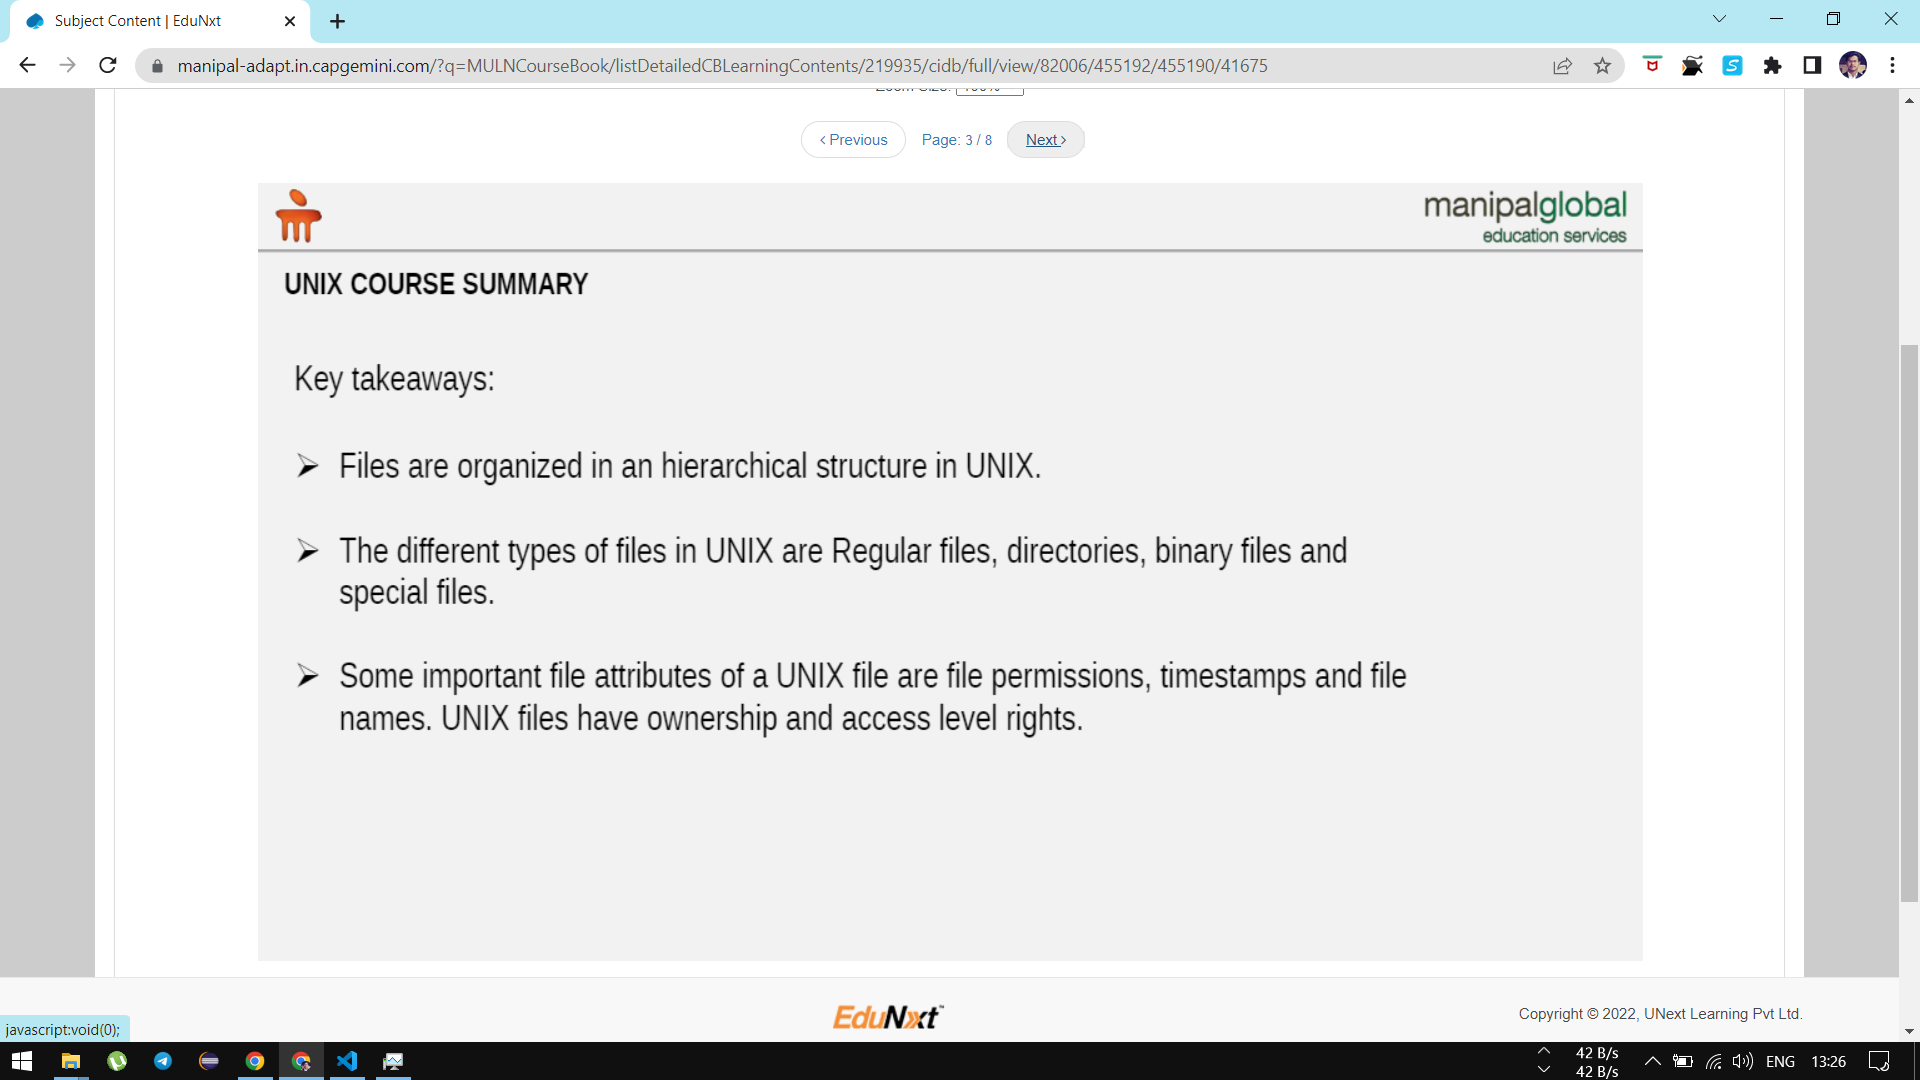 Subject Content | EduNxt
manipal-adapt.in.capgemini.com/?q=MULNCourseBook/listDetailedCBLearningContents/219935/cidb/full/view/82006/455192/455190/41675
‹ Previous Page: 3 / 8 Next ›
manipalglobal
education services
UNIX COURSE SUMMARY
Key takeaways:
➢ Files are organized in an hierarchical structure in UNIX.
➢ The different types of files in UNIX are Regular files, directories, binary files and
special files.
➢ Some important file attributes of a UNIX file are file permissions, timestamps and file
names. UNIX files have ownership and access level rights.
EduNxt™
Copyright © 2022, UNext Learning Pvt Ltd.
javascript:void(0);
42 B/s
42 B/s
ENG 13:26